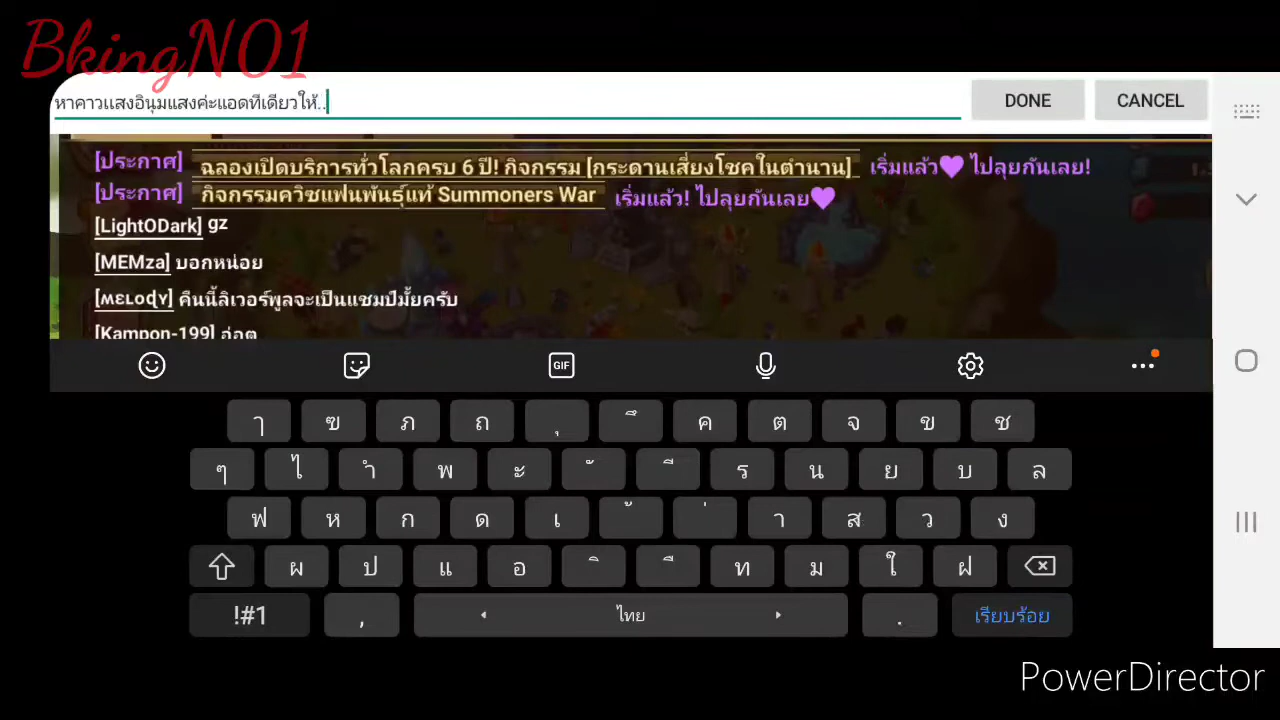 BkingNO1
หาคาวแสงอินุมแสงค่ะแอดทีเดียวให้..
DONE
CANCEL
[ประกาศ] ฉลองเปิดบริการทั่วโลกครบ 6 ปี! กิจกรรม [กระดานเสี่ยงโชคในตำนาน] เริ่มแล้ว💜 ไปลุยกันเลย!
[ประกาศ] กิจกรรมควิซแฟนพันธุ์แท้ Summoners War เริ่มแล้ว! ไปลุยกันเลย💜
[LightODark] gz
[MEMza] บอกหน่อย
[ʍεʟoɖʏ] คืนนี้ลิเวอร์พูลจะเป็นแชมป์มั้ยครับ
[Kampon-199] อ่อต
GIF
ๅ ฃ ภ ถ ุ ึ ค ต จ ข ช
ๆ ไ ำ พ ะ ั ี ร น ย บ ล
ฟ ห ก ด เ ้ ่ า ส ว ง
ผ ป แ อ ิ ื ท ม ใ ฝ
!#1 , ไทย . เรียบร้อย
PowerDirector